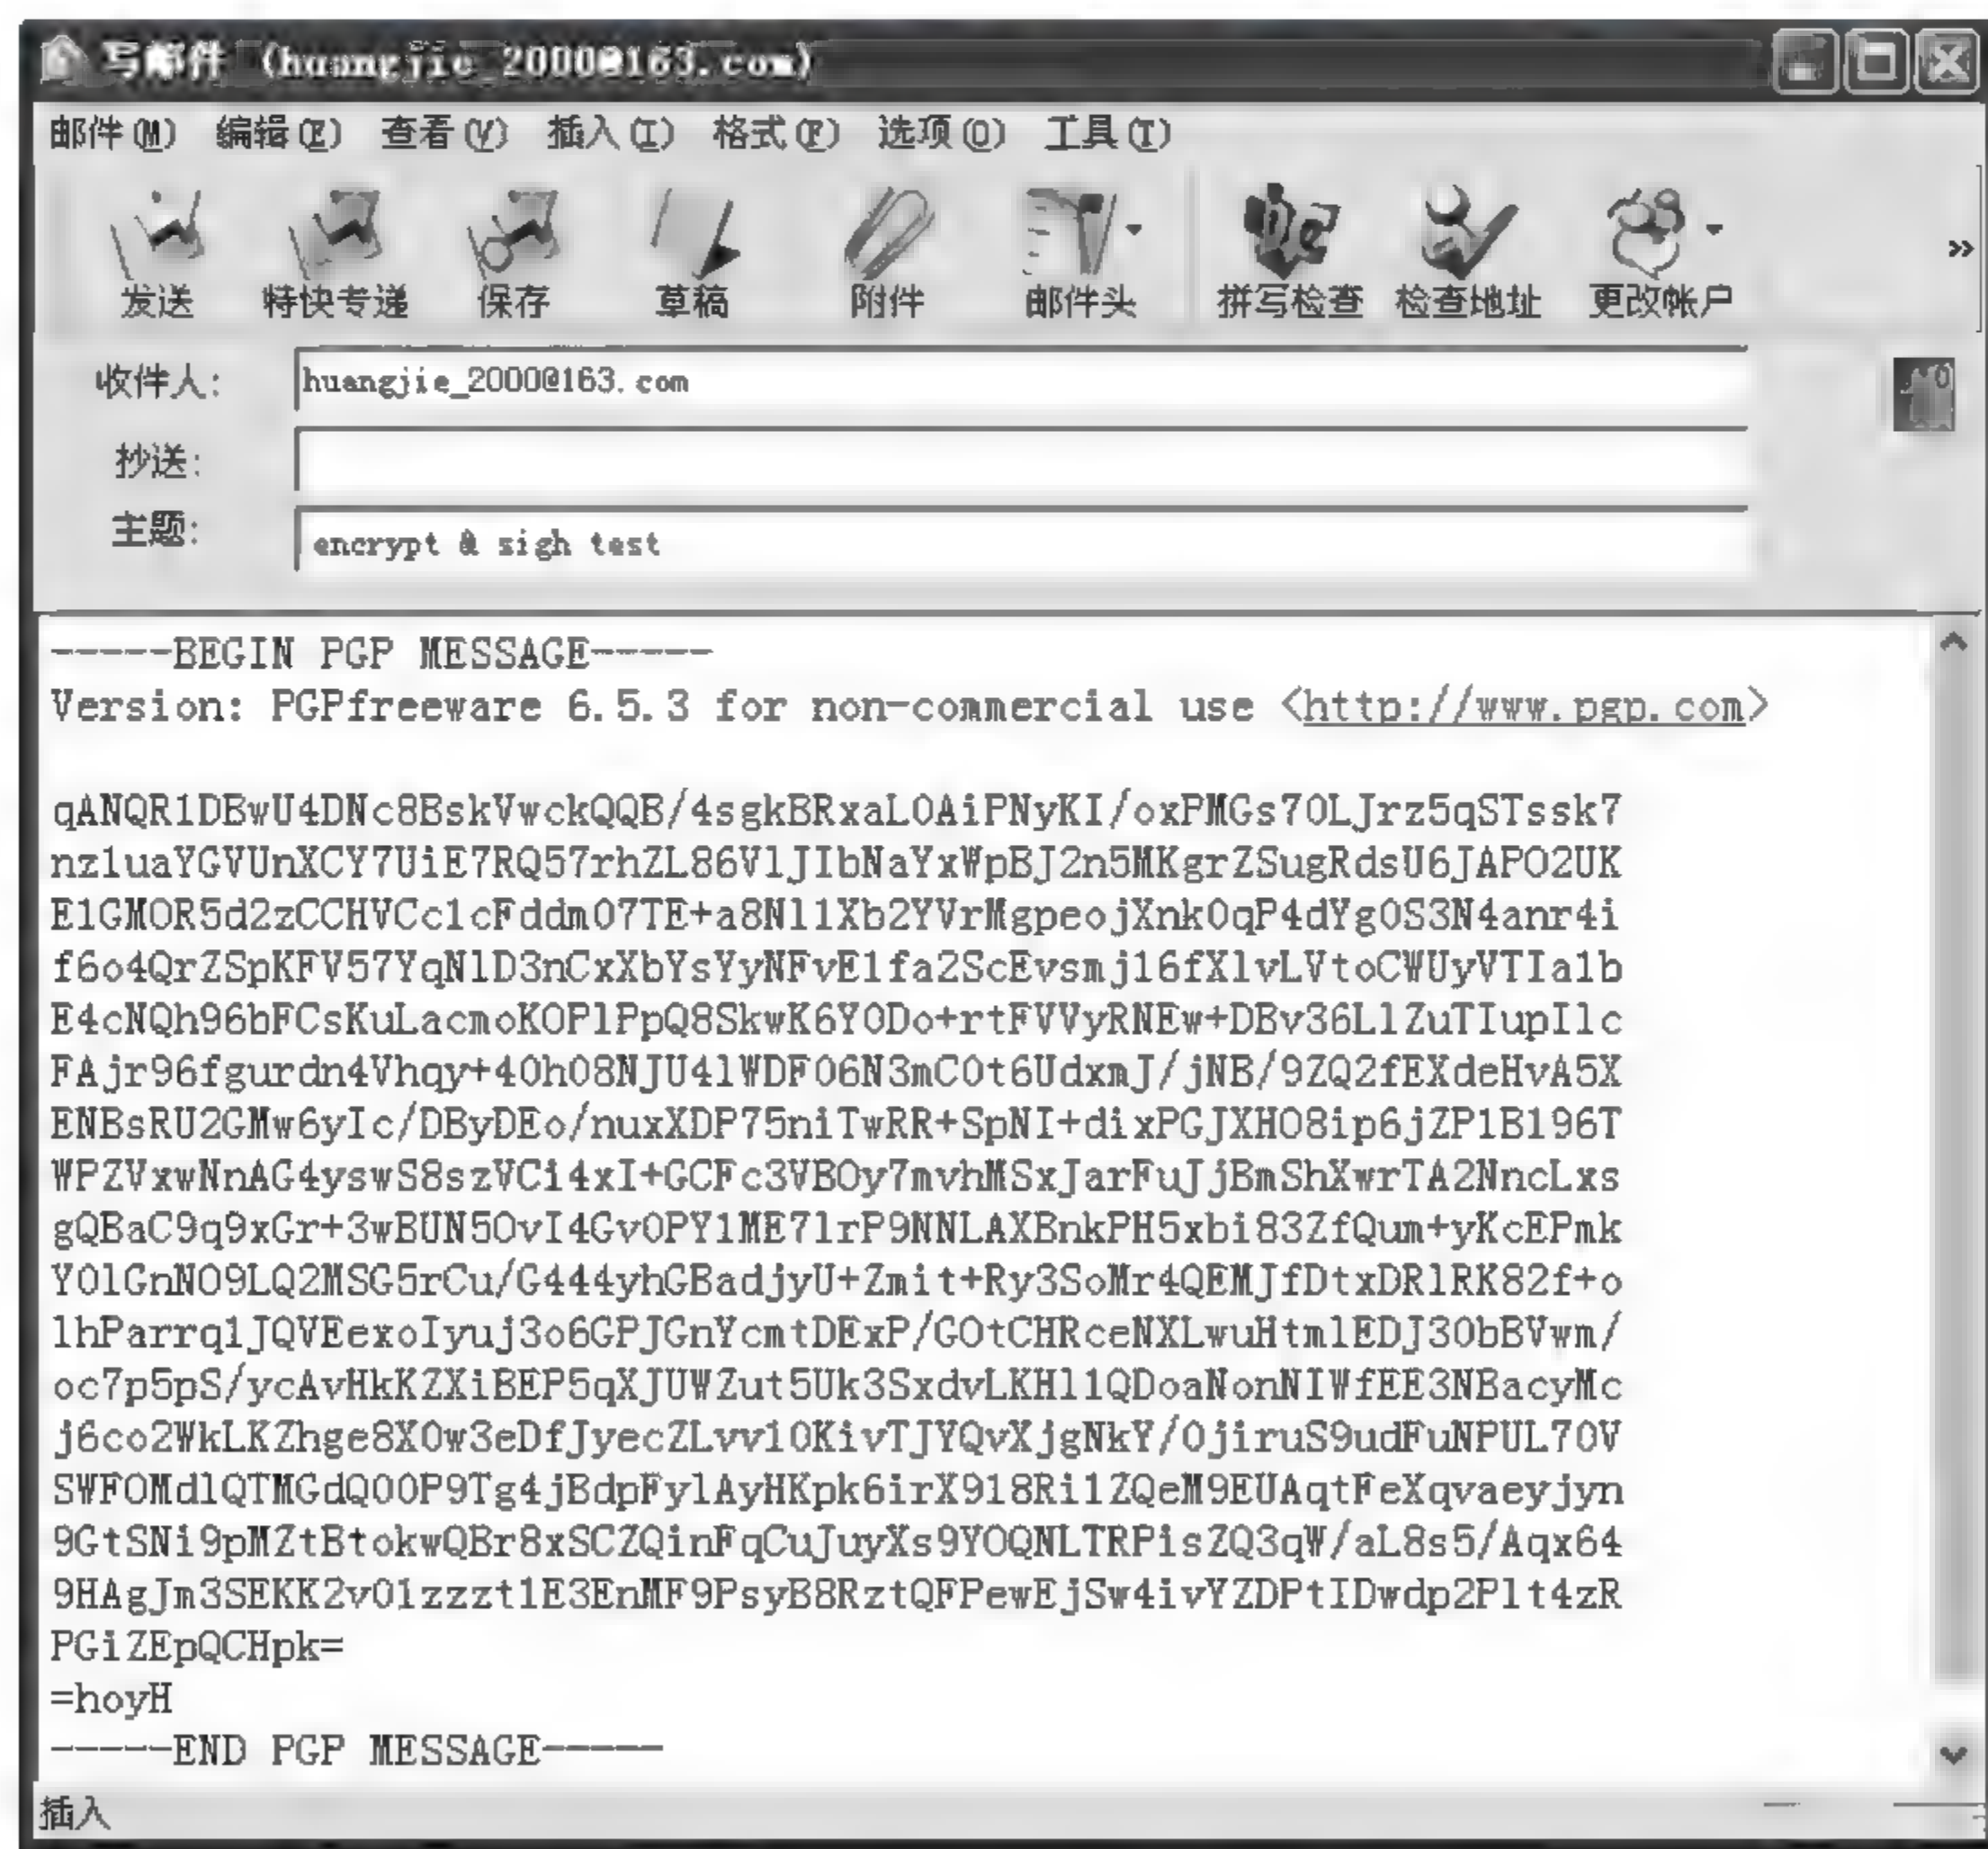 写邮件 (huangjie_2000@163.com)
邮件(M) 编辑(E) 查看(V) 插入(I) 格式(F) 选项(O) 工具(T)
发送 特快专递 保存 草稿 附件 邮件头 拼写检查 检查地址 更改帐户 »
收件人: huangjie_2000@163.com
抄送:
主题: encrypt & sigh test
-----BEGIN PGP MESSAGE-----
Version: PGPfreeware 6.5.3 for non-commercial use <http://www.pgp.com>
qANQR1DBwU4DNc8BskVwckQQB/4sgkBRxaL0AiPNyKI/oxPMGs70LJrz5qSTssk7
nz1uaYGVUnXCY7UiE7RQ57rhZL86V1JIbNaYxWpBJ2n5MKgrZSugRdsU6JAPO2UK
E1GMOR5d2zCCHVCc1cFddm07TE+a8Nl1Xb2YVrMgpeojXnk0qP4dYg0S3N4anr4i
f6o4QrZSpKFV57YqNlD3nCxXbYsYyNFvE1fa2ScEvsmj16fXlvLVtoCWUyVTIa1b
E4cNQh96bFCsKuLacmoKOPlPpQ8SkwK6Y0Do+rtFVVyRNEw+DBv36LlZuTIupIlc
FAjr96fgurdn4Vhqy+40h08NJU41WDF06N3mC0t6UdxmJ/jNB/9ZQ2fEXdeHvA5X
ENBsRU2GMw6yIc/DByDEo/nuxXDP75niTwRR+SpNI+dixPGJXHO8ip6jZP1B196T
WPZVxwNnAG4yswS8szVCi4xI+GCFc3VBOy7mvhMSxJarFuJjBmShXwrTA2NncLxs
gQBaC9q9xGr+3wBUN5OvI4Gv0PY1ME7lrP9NNLAXBnkPH5xbi83ZfQum+yKcEPmk
Y01GnNO9LQ2MSG5rCu/G444yhGBadjyU+Zmit+Ry3SoMr4QEMJfDtxDRlRK82f+o
lhParrq1JQVEexoIyuj3o6GPJGnYcmtDExP/GOtCHRceNXLwuHtmlEDJ30bBVwm/
oc7p5pS/ycAvHkKZXiBEP5qXJUWZut5Uk3SxdvLKHl1QDoaNonNIWfEE3NBacyMc
j6co2WkLKZhge8X0w3eDfJyecZLvv10KivTJYQvXjgNkY/0jiruS9udFuNPUL70V
SWFOMdlQTMGdQ00P9Tg4jBdpFylAyHKpk6irX918Ri1ZQeM9EUAqtFeXqvaeyjyn
9GtSNi9pMZtBtokwQBr8xSCZQinFqCuJuyXs9YOQNLTRPisZQ3qW/aL8s5/Aqx64
9HAgJm3SEKK2v01zzzt1E3EnMF9PsyB8RztQFPewEjSw4ivYZDPtIDwdp2Plt4zR
PGiZEpQCHpk=
=hoyH
-----END PGP MESSAGE-----
插入